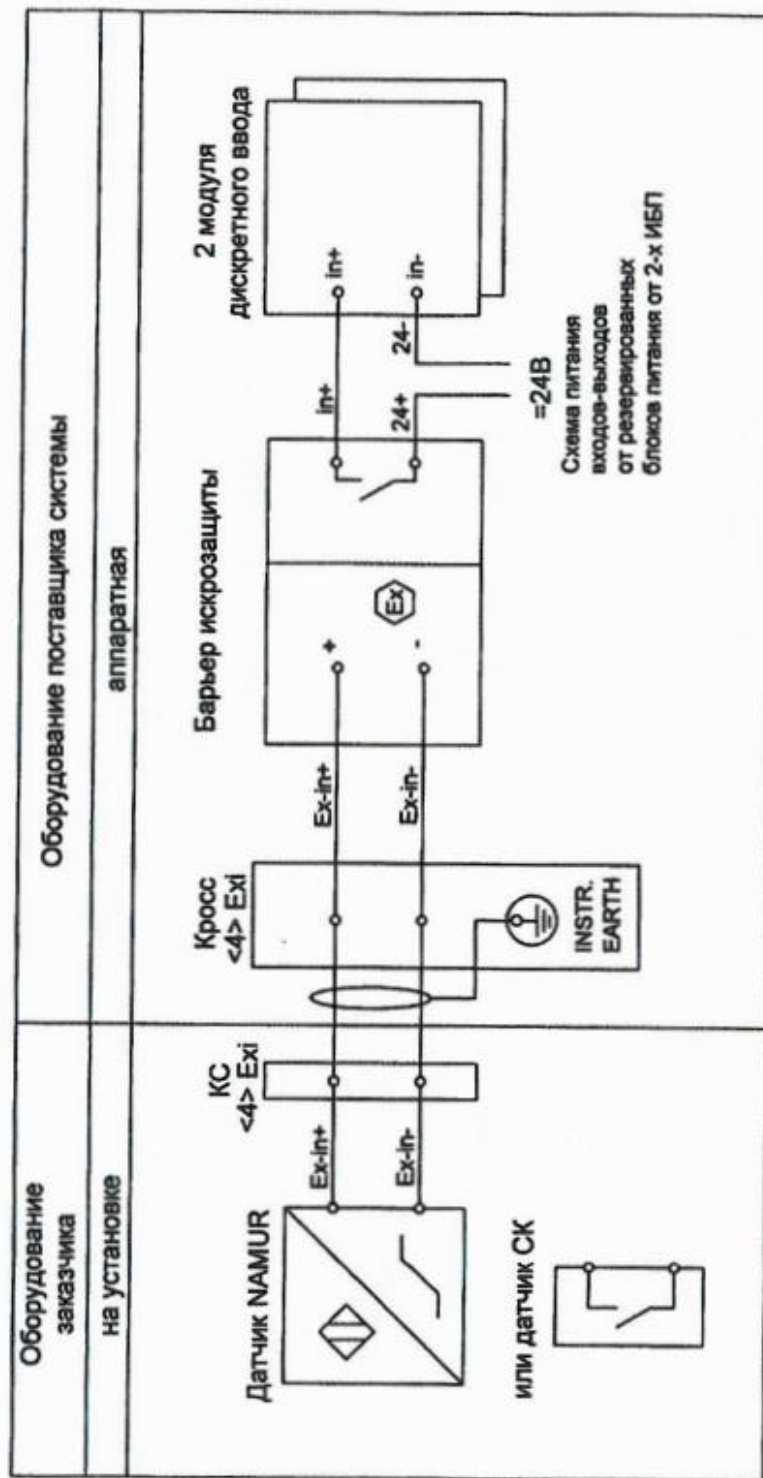 Оборудование
заказчика
Оборудование поставщика системы
на установке
аппаратная
Датчик NAMUR
Ex-in+
Ex-in-
КС
<4> Exi
Кросс
<4> Exi
INSTR.
EARTH
Ex-in+
Ex-in-
Барьер искрозащиты
+
-
Ex
in+
24+
24-
2 модуля
дискретного ввода
in+
in-
=24В
Схема питания
входов-выходов
от резервированных
блоков питания от 2-х ИБП
или датчик СК